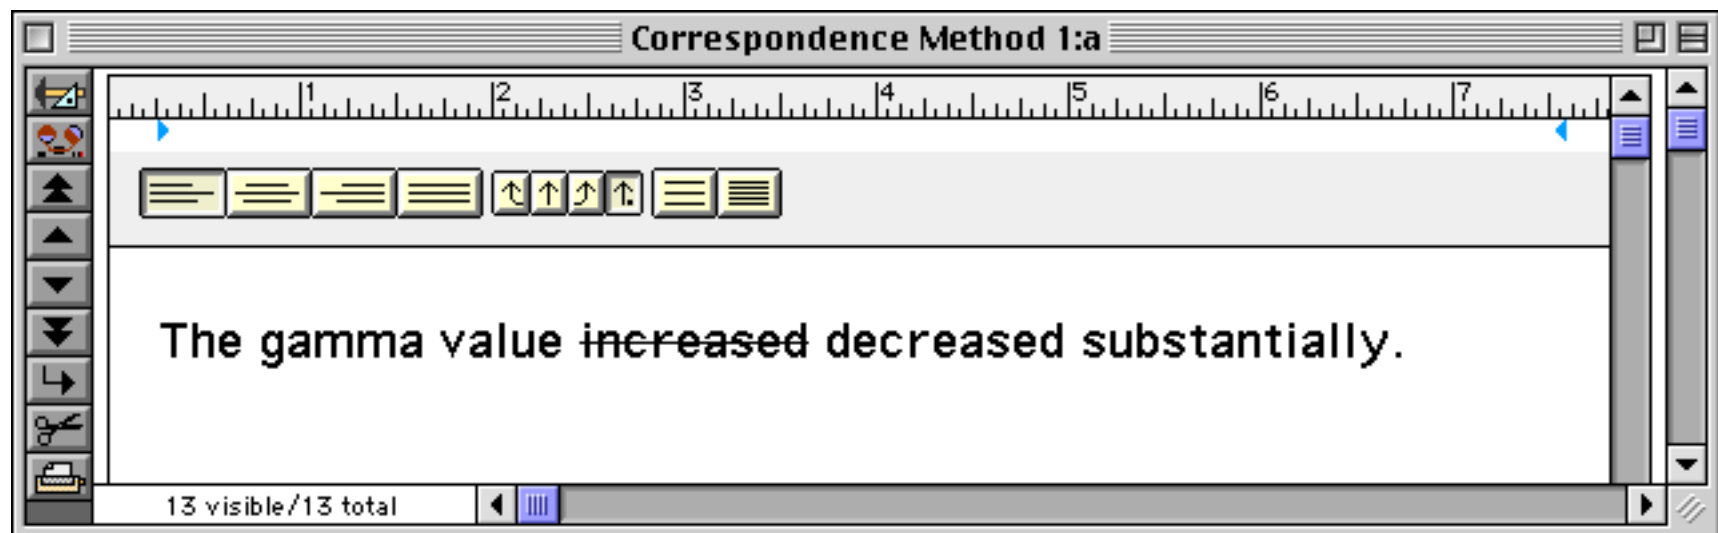 Correspondence Method 1:a
1 2 3 4 5 6 7
The gamma value increased decreased substantially.
13 visible/13 total